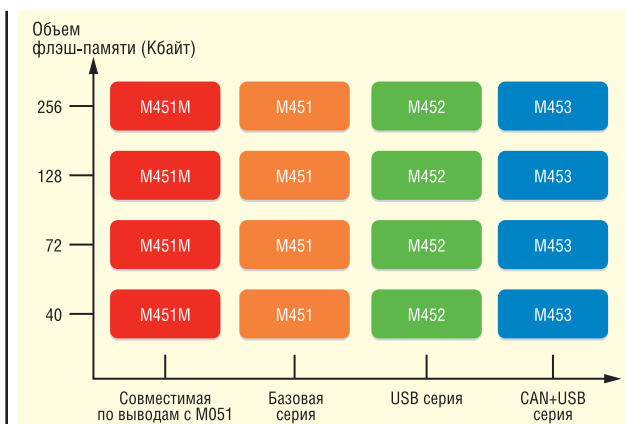 Объем
флэш-памяти (Кбайт)
256 M451M M451 M452 M453
128 M451M M451 M452 M453
72 M451M M451 M452 M453
40 M451M M451 M452 M453
Совместимая
по выводам с M051
Базовая
серия
USB серия
CAN+USB
серия